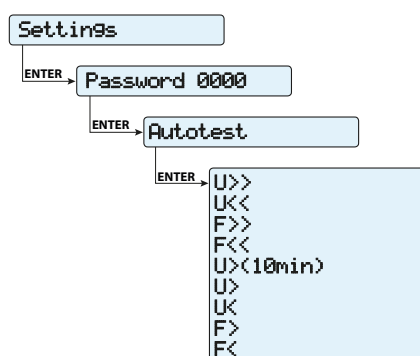 Settings
ENTER
Password 0000
ENTER
Autotest
ENTER
U>>
U<<
F>>
F<<
U>(10min)
U>
U<
F>
F<